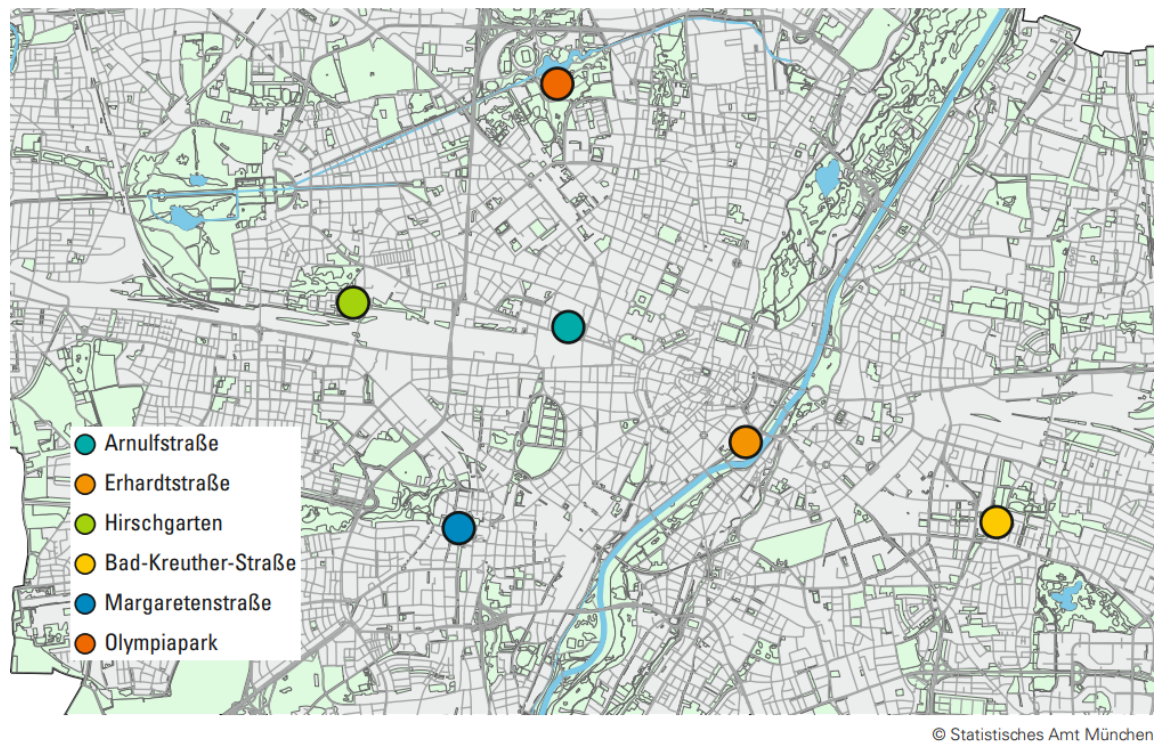 Arnulfstraße
Erhardtstraße
Hirschgarten
Bad-Kreuther-Straße
Margaretenstraße
Olympiapark
© Statistisches Amt München